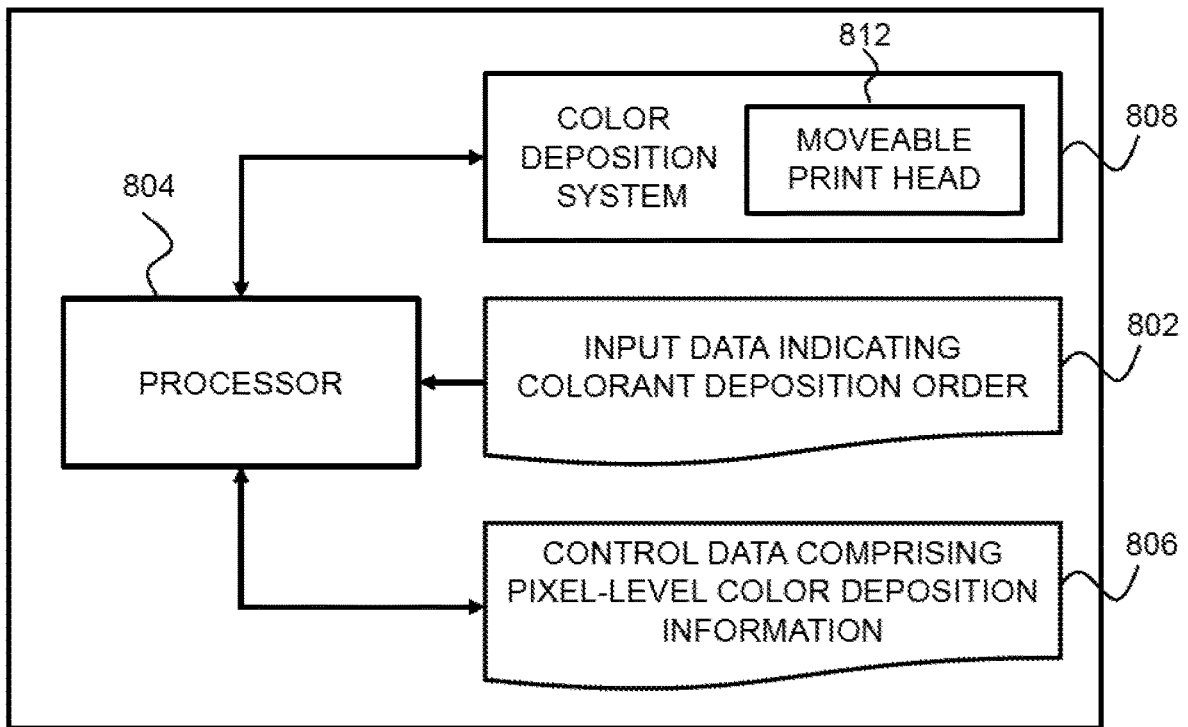 812
COLOR
DEPOSITION
SYSTEM
MOVEABLE
PRINT HEAD
808
804
PROCESSOR
INPUT DATA INDICATING
COLORANT DEPOSITION ORDER
802
CONTROL DATA COMPRISING
PIXEL-LEVEL COLOR DEPOSITION
INFORMATION
806